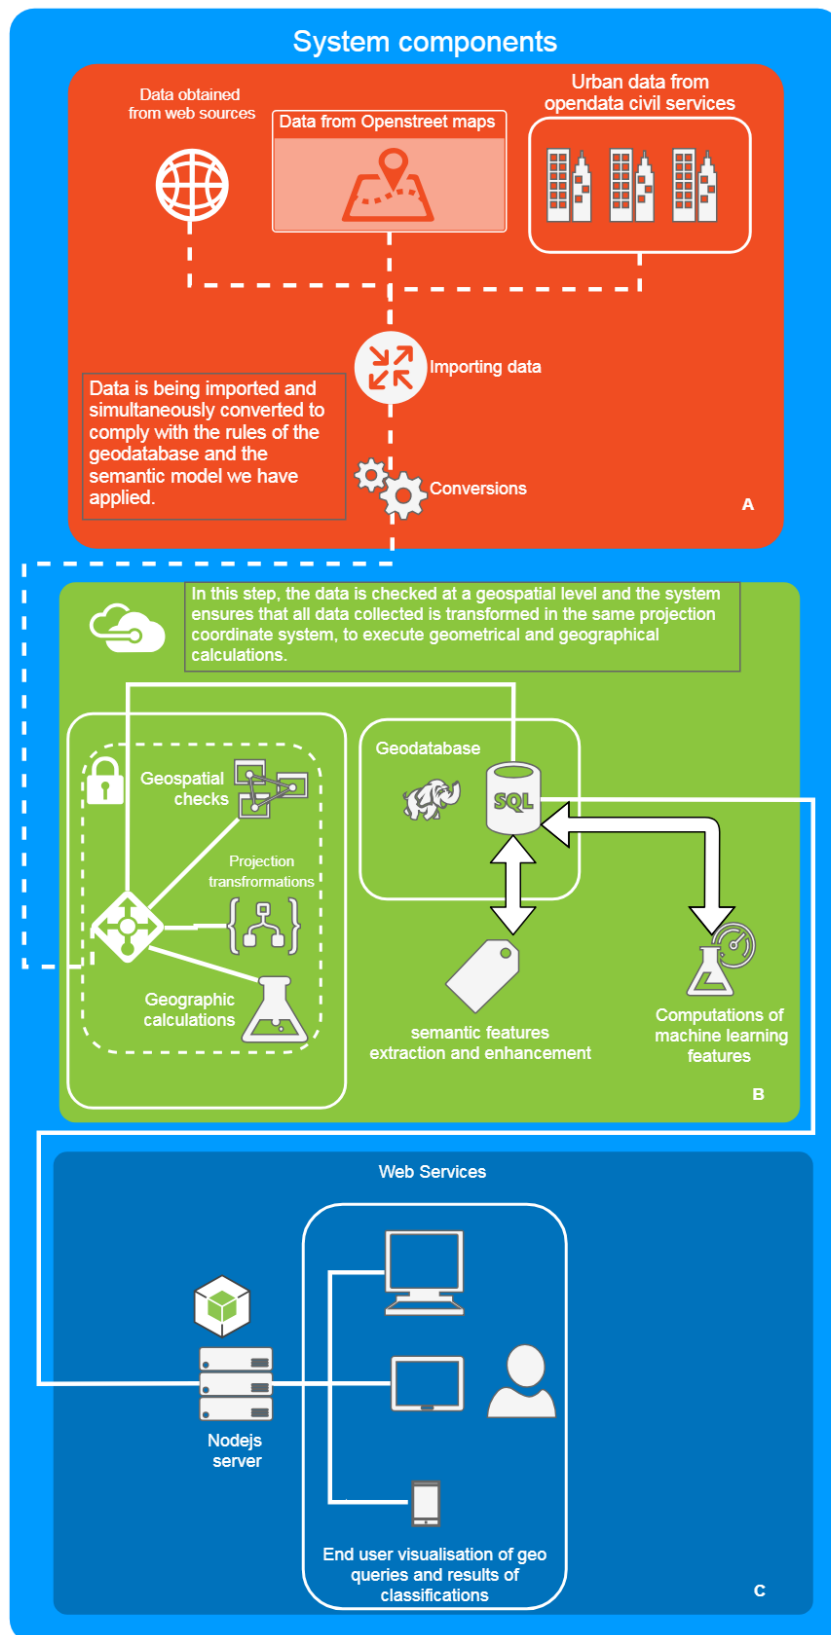 System components
Data obtained
from web sources
Data from Openstreet maps
Urban data from
opendata civil services
Importing data
Data is being imported and
simultaneously converted to
comply with the rules of the
geodatabase and the
semantic model we have
applied.
Conversions
A
In this step, the data is checked at a geospatial level and the system
ensures that all data collected is transformed in the same projection
coordinate system, to execute geometrical and geographical
calculations.
Geospatial
checks
Projection
transfromations
Geographic
calculations
Geodatabase
SQL
semantic features
extraction and enhancement
Computations of
machine learning
features
B
Web Services
Nodejs
server
End user visualisation of geo
queries and results of
classifications
C